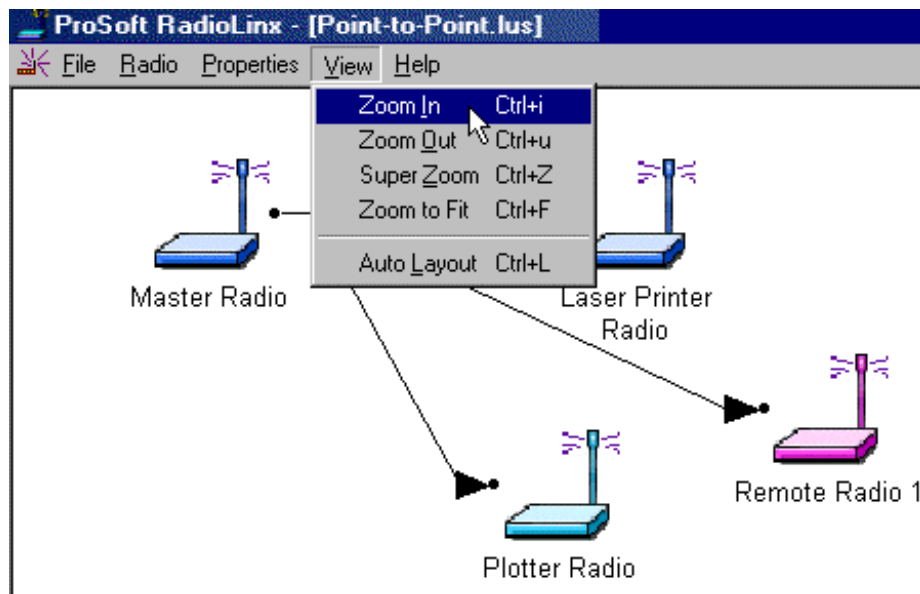 ProSoft RadioLinx - [Point-to-Point.lus]
File Radio Properties View Help
Zoom In Ctrl+i
Zoom Out Ctrl+u
Super Zoom Ctrl+Z
Zoom to Fit Ctrl+F
Auto Layout Ctrl+L
Master Radio
Laser Printer
Radio
Remote Radio 1
Plotter Radio